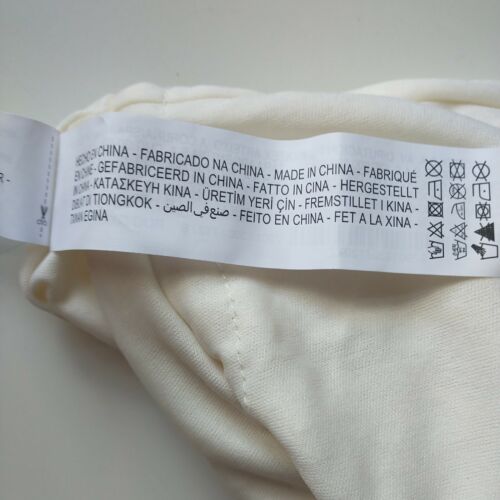 HECHO EN CHINA - FABRICADO NA CHINA - MADE IN CHINA - FABRIQUÉ
EN CHINE - GEFABRICEERD IN CHINA - FATTO IN CINA - HERGESTELLT
IN CHINA - ΚΑΤΑΣΚΕΥΗ ΚΙΝΑ - ÜRETİM YERİ ÇİN - FREMSTILLET I KINA -
DIBUAT DI TIONGKOK - صنع في الصين - FEITO EN CHINA - FET A LA XINA -
TXINAN EGINA
R -